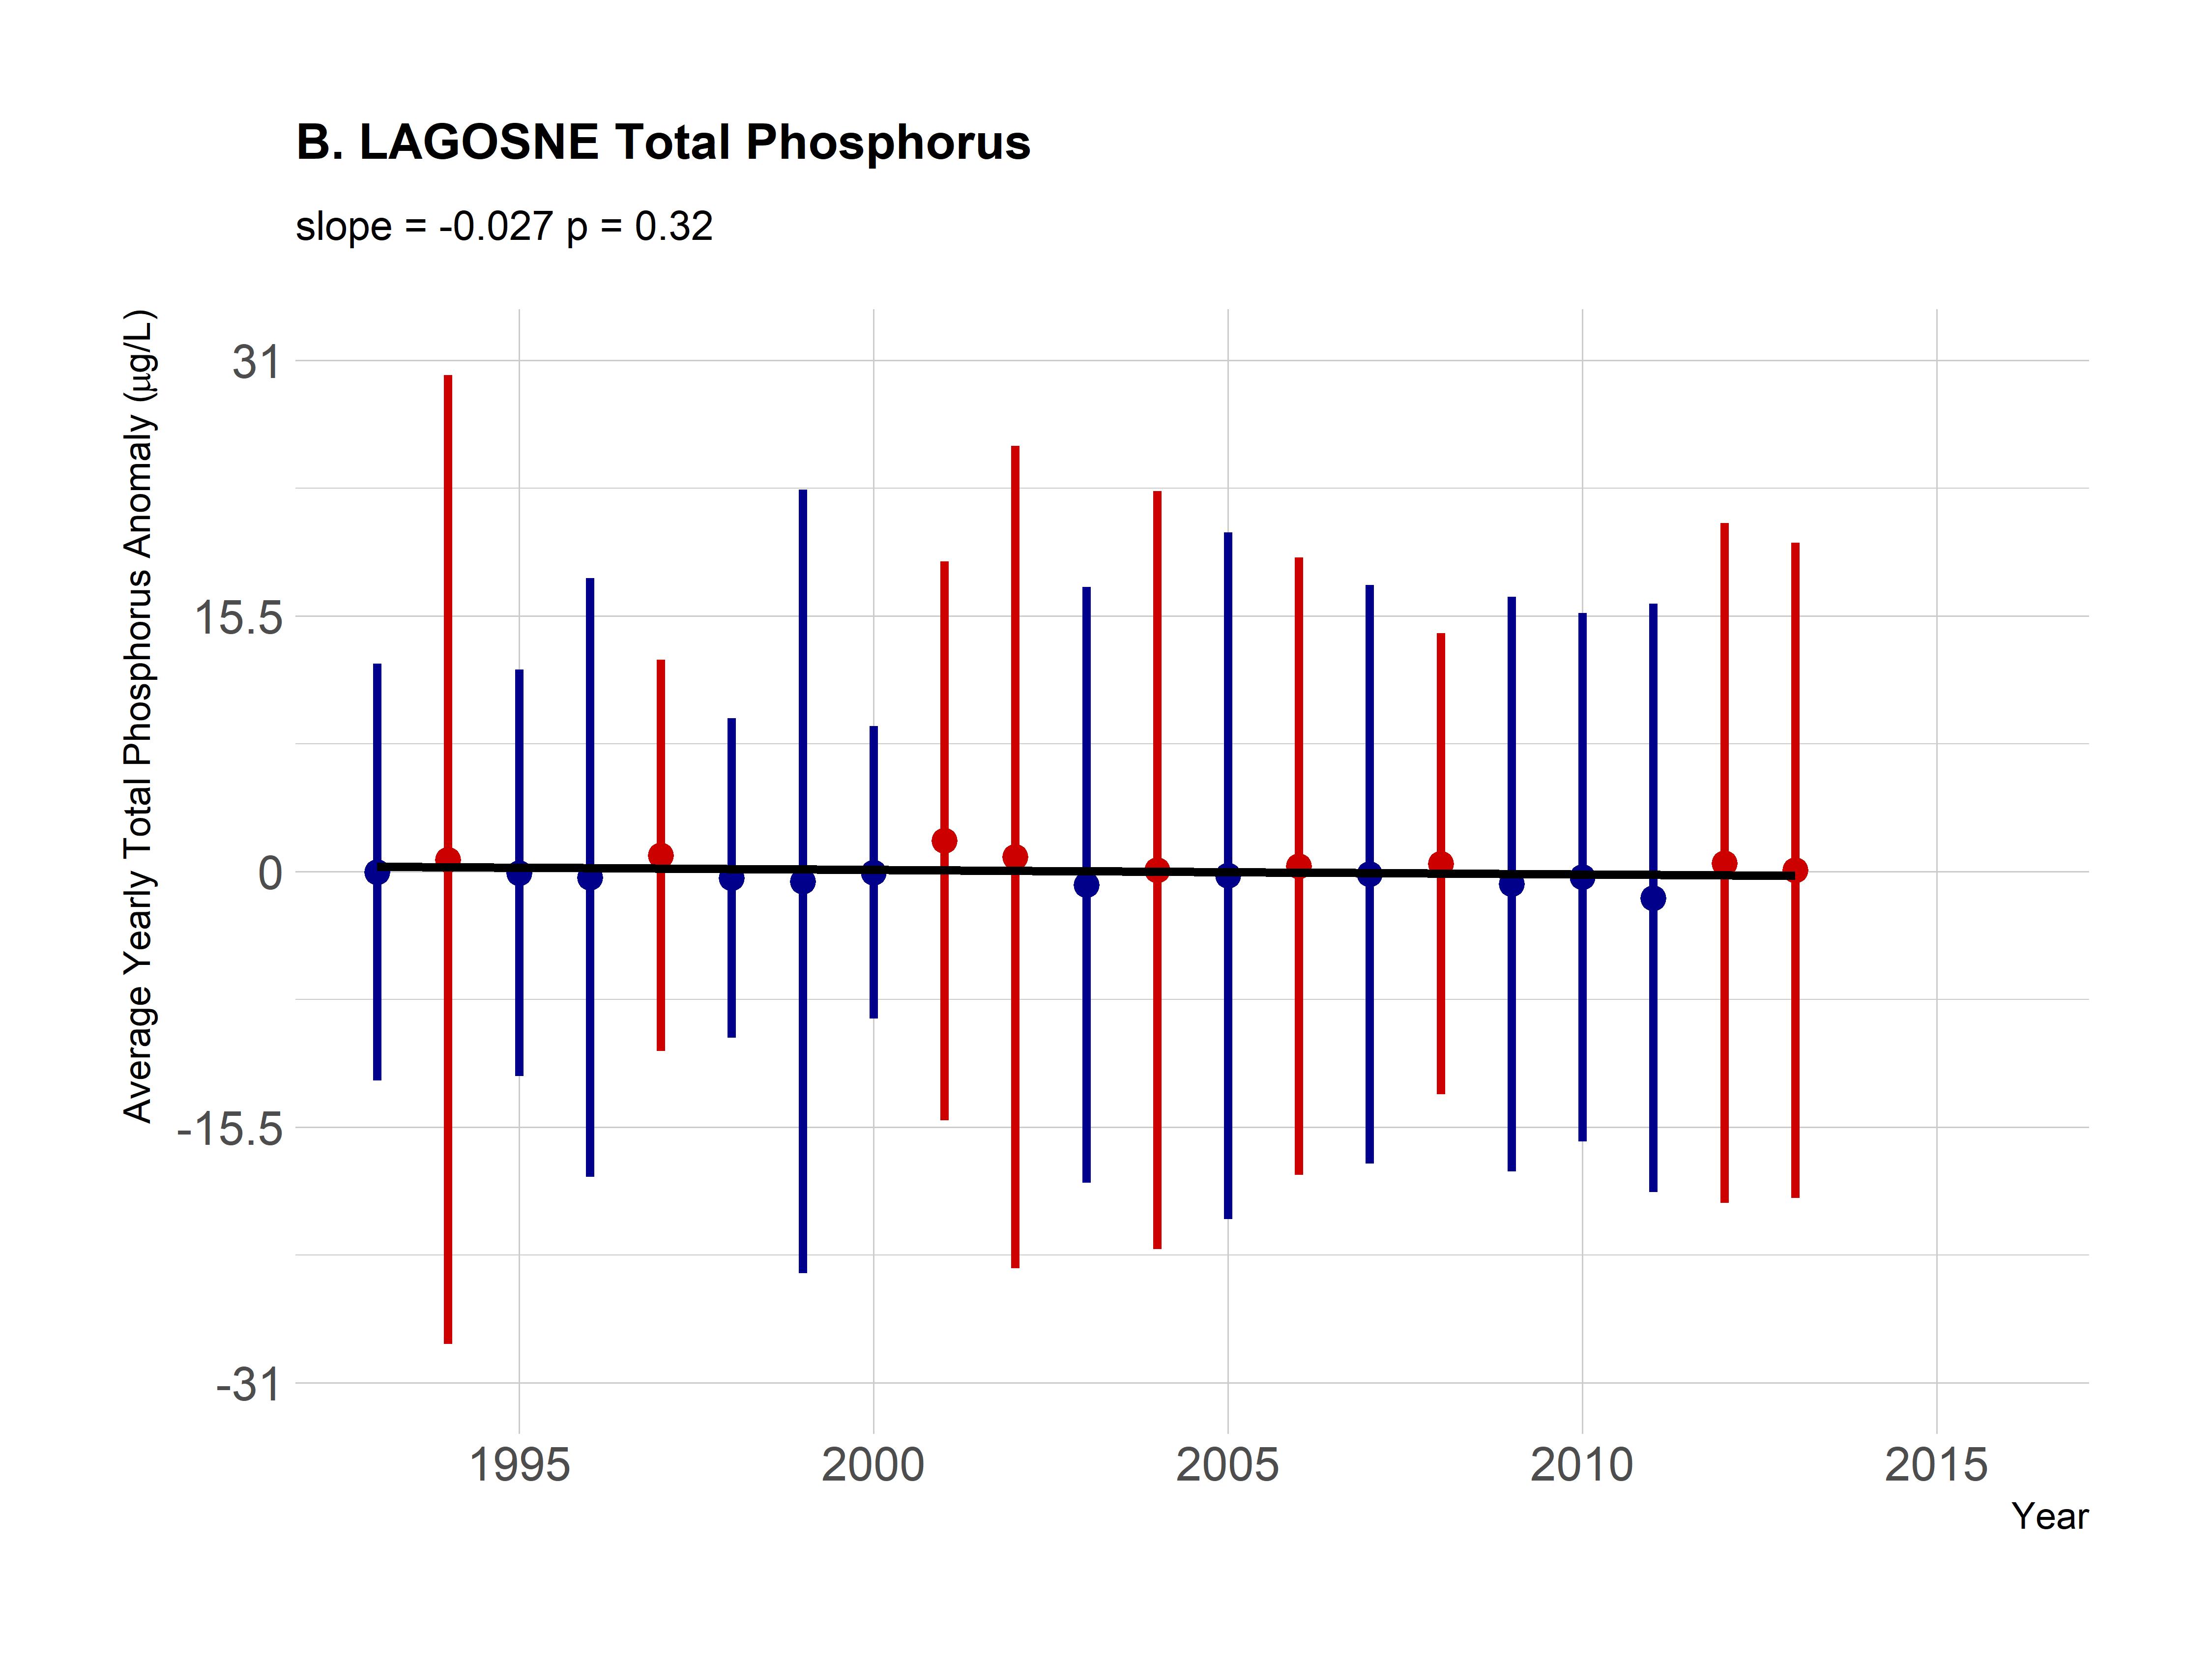 B. LAGOSNE Total Phosphorus
slope = -0.027 p = 0.32
Average Yearly Total Phosphorus Anomaly (μg/L)
31
15.5
0
-15.5
-31
1995 2000 2005 2010 2015
Year